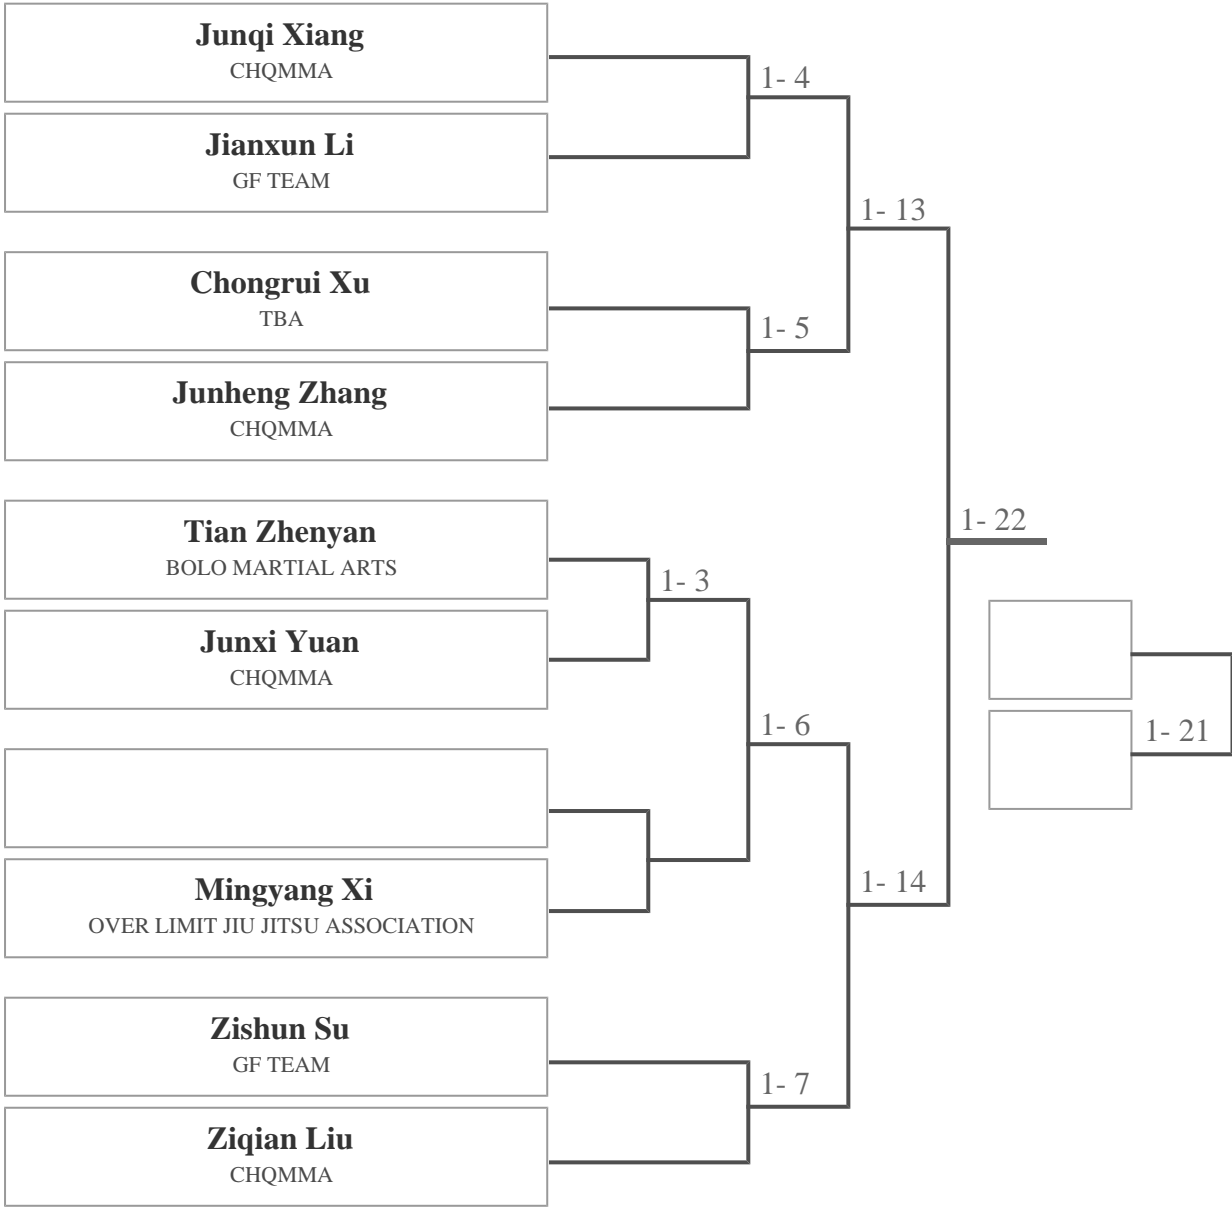 Junqi Xiang
CHQMMA
1- 4
Jianxun Li
GF TEAM
1- 13
Chongrui Xu
TBA
1- 5
Junheng Zhang
CHQMMA
1- 22
Tian Zhenyan
BOLO MARTIAL ARTS
1- 3
Junxi Yuan
CHQMMA
1- 6
1- 21
Mingyang Xi
OVER LIMIT JIU JITSU ASSOCIATION
1- 14
Zishun Su
GF TEAM
1- 7
Ziqian Liu
CHQMMA